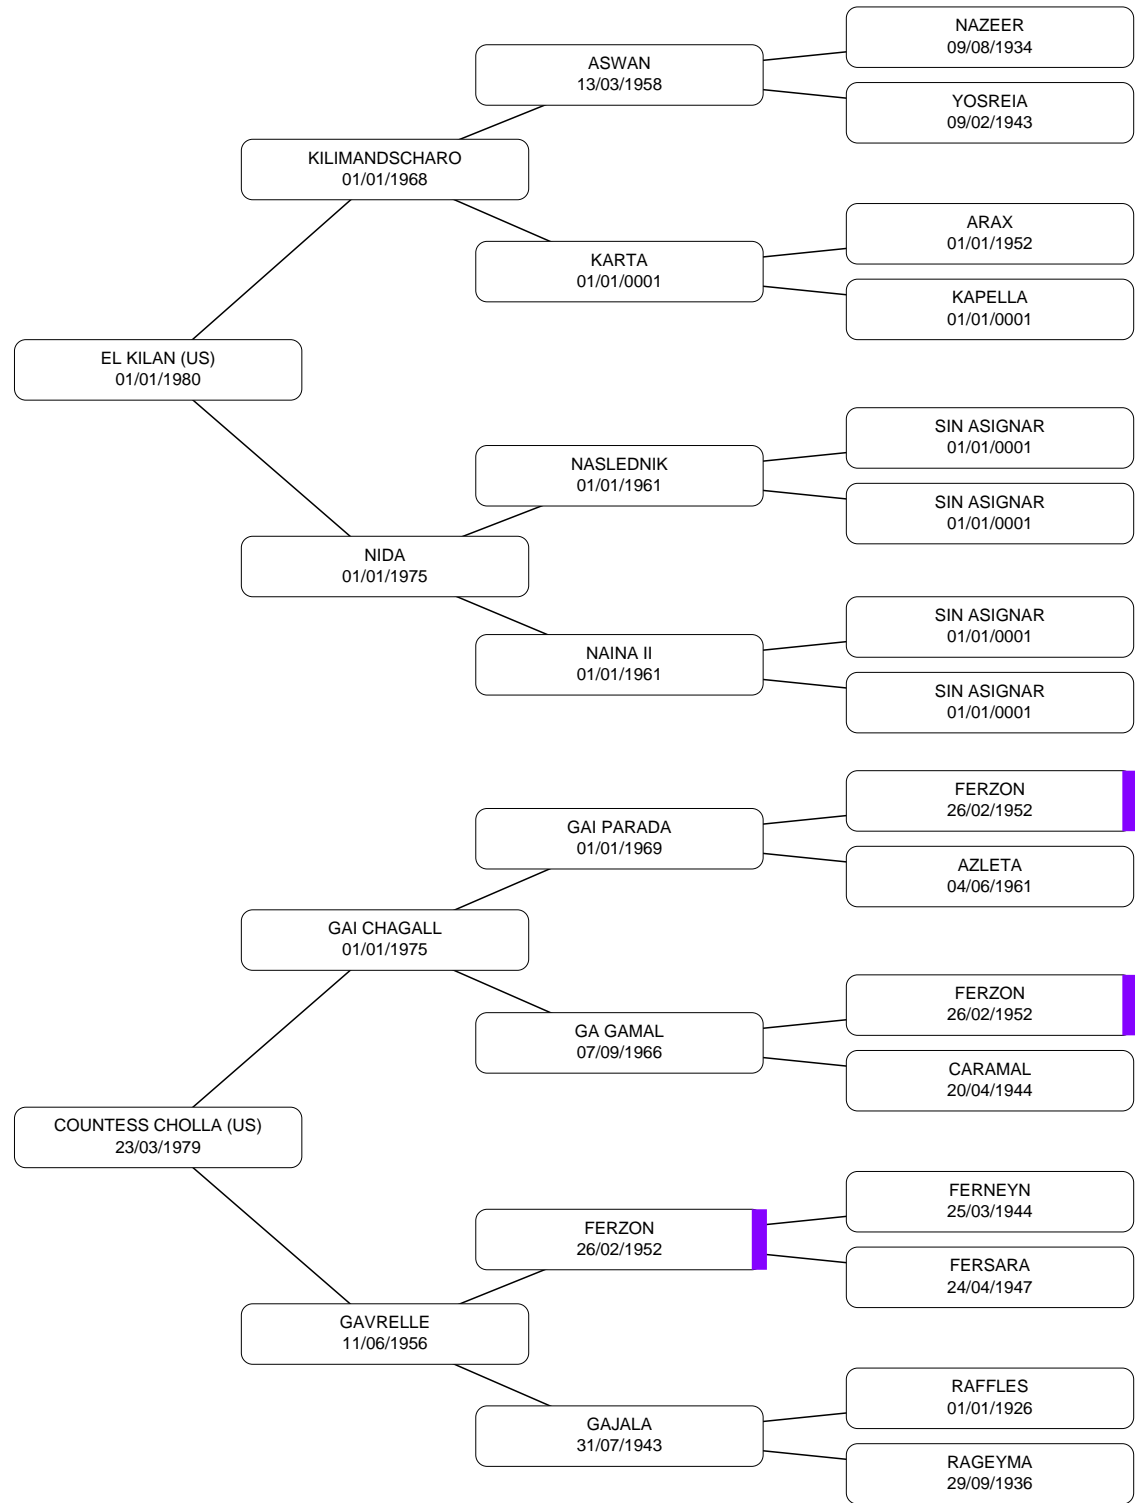 NAZEER
09/08/1934
ASWAN
13/03/1958
YOSREIA
09/02/1943
KILIMANDSCHARO
01/01/1968
ARAX
01/01/1952
KARTA
01/01/0001
KAPELLA
01/01/0001
EL KILAN (US)
01/01/1980
SIN ASIGNAR
01/01/0001
NASLEDNIK
01/01/1961
SIN ASIGNAR
01/01/0001
NIDA
01/01/1975
SIN ASIGNAR
01/01/0001
NAINA II
01/01/1961
SIN ASIGNAR
01/01/0001
FERZON
26/02/1952
GAI PARADA
01/01/1969
AZLETA
04/06/1961
GAI CHAGALL
01/01/1975
FERZON
26/02/1952
GA GAMAL
07/09/1966
CARAMAL
20/04/1944
COUNTESS CHOLLA (US)
23/03/1979
FERNEYN
25/03/1944
FERZON
26/02/1952
FERSARA
24/04/1947
GAVRELLE
11/06/1956
RAFFLES
01/01/1926
GAJALA
31/07/1943
RAGEYMA
29/09/1936